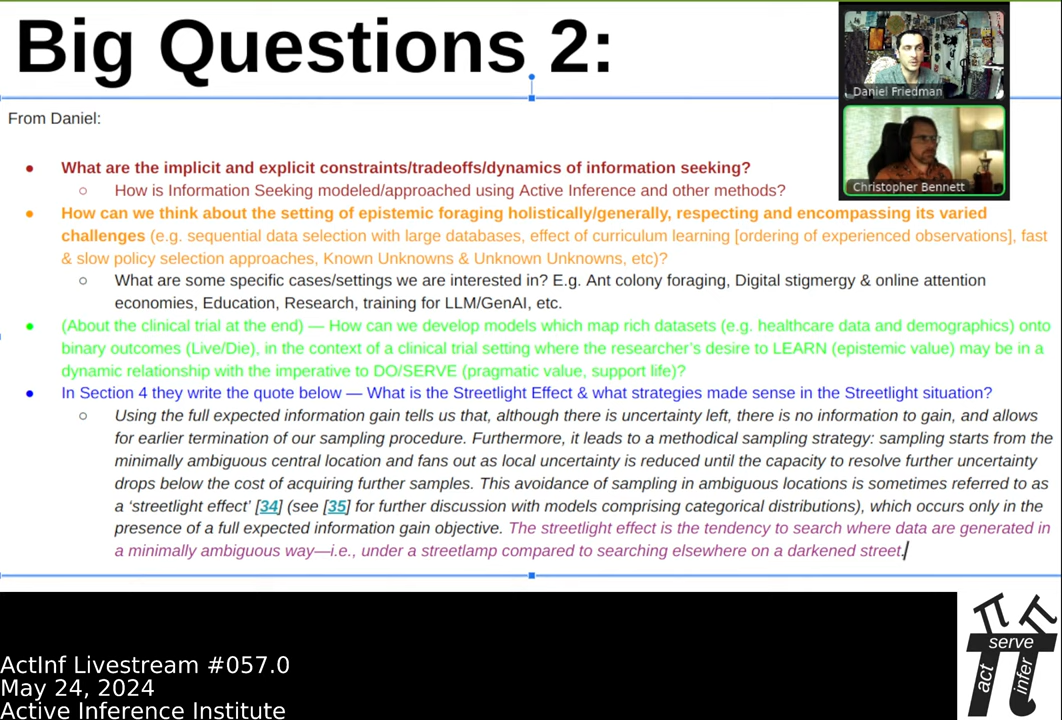 Big Questions 2:
Daniel Friedman
Christopher Bennett
From Daniel:
● What are the implicit and explicit constraints/tradeoffs/dynamics of information seeking?
○ How is Information Seeking modeled/approached using Active Inference and other methods?
● How can we think about the setting of epistemic foraging holistically/generally, respecting and encompassing its varied
challenges (e.g. sequential data selection with large databases, effect of curriculum learning [ordering of experienced observations], fast
& slow policy selection approaches, Known Unknowns & Unknown Unknowns, etc)?
○ What are some specific cases/settings we are interested in? E.g. Ant colony foraging, Digital stigmergy & online attention
economies, Education, Research, training for LLM/GenAI, etc.
● (About the clinical trial at the end) — How can we develop models which map rich datasets (e.g. healthcare data and demographics) onto
binary outcomes (Live/Die), in the context of a clinical trial setting where the researcher's desire to LEARN (epistemic value) may be in a
dynamic relationship with the imperative to DO/SERVE (pragmatic value, support life)?
● In Section 4 they write the quote below — What is the Streetlight Effect & what strategies made sense in the Streetlight situation?
○ Using the full expected information gain tells us that, although there is uncertainty left, there is no information to gain, and allows
for earlier termination of our sampling procedure. Furthermore, it leads to a methodical sampling strategy: sampling starts from the
minimally ambiguous central location and fans out as local uncertainty is reduced until the capacity to resolve further uncertainty
drops below the cost of acquiring further samples. This avoidance of sampling in ambiguous locations is sometimes referred to as
a 'streetlight effect' [34] (see [35] for further discussion with models comprising categorical distributions), which occurs only in the
presence of a full expected information gain objective. The streetlight effect is the tendency to search where data are generated in
a minimally ambiguous way—i.e., under a streetlamp compared to searching elsewhere on a darkened street.
ActInf Livestream #057.0
May 24, 2024
Active Inference Institute
serve
act
infer